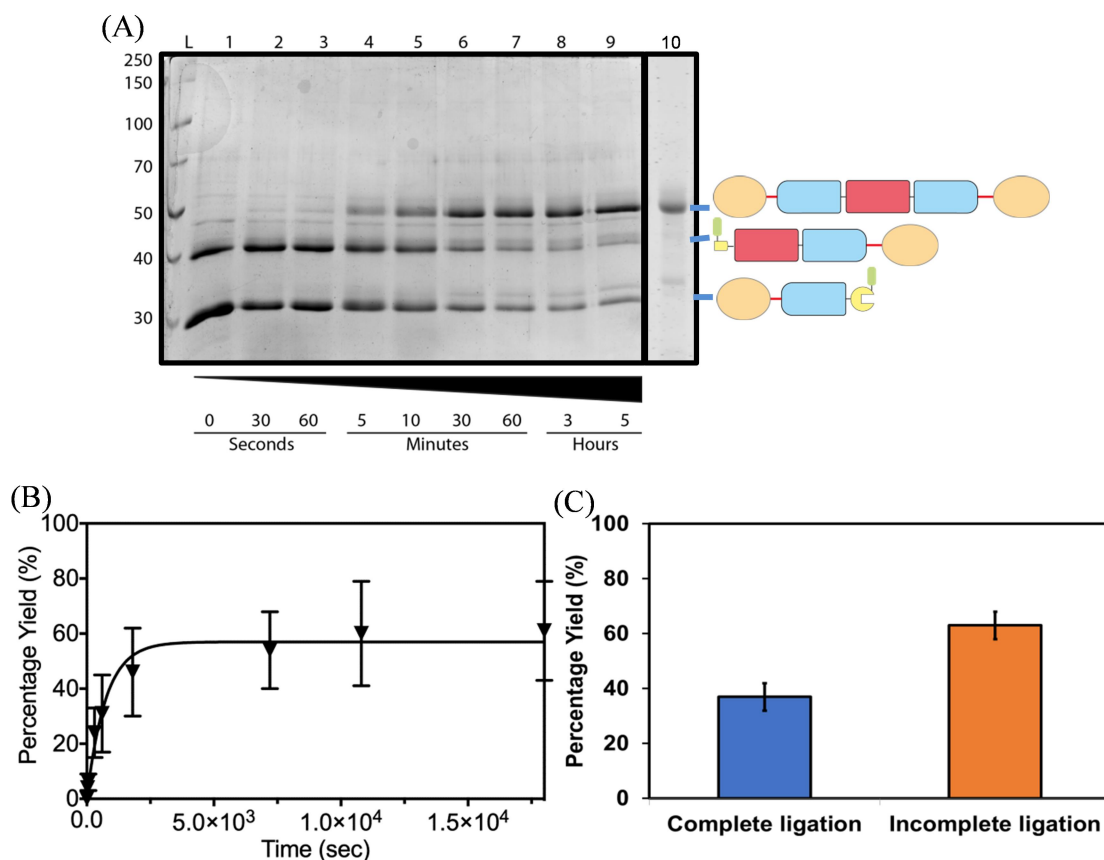 (A)
L 1 2 3 4 5 6 7 8 9 10
250
150
100
70
50
40
30
0 30 60 5 10 30 60 3 5
Seconds Minutes Hours
(B)
Percentage Yield (%)
100
80
60
40
20
0
0.0 5.0×10³ 1.0×10⁴ 1.5×10⁴
Time (sec)
(C)
Percentage Yield (%)
100
80
60
40
20
0
Complete ligation Incomplete ligation